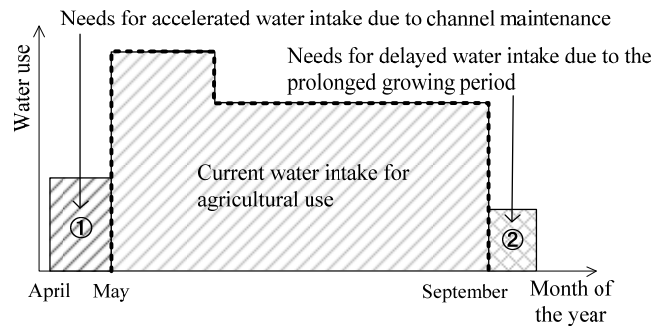 Needs for accelerated water intake due to channel maintenance
Needs for delayed water intake due to the
prolonged growing period
Water use
Current water intake for
agricultural use
①
②
April
May
September
Month of
the year